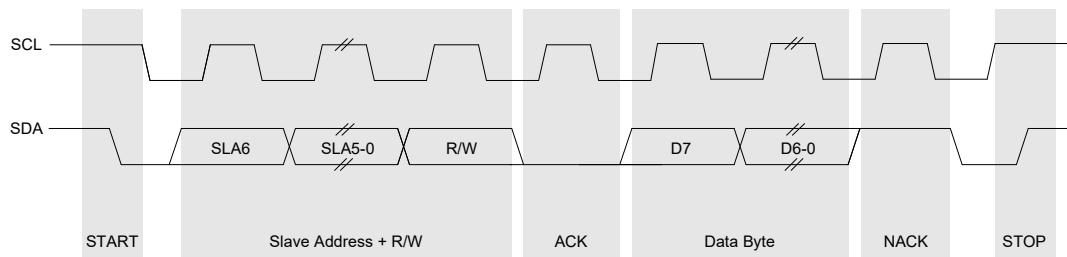 SCL
SDA
SLA6 SLA5-0 R/W D7 D6-0
START Slave Address + R/W ACK Data Byte NACK STOP